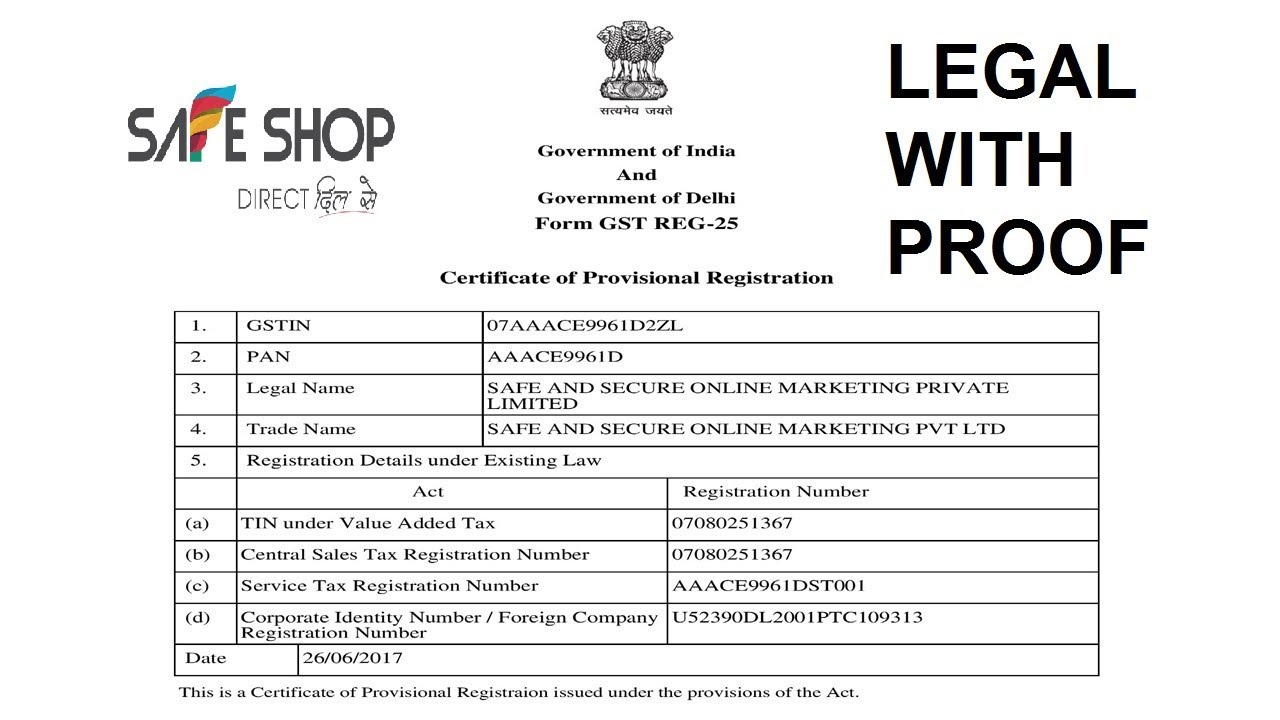 SAFE SHOP
DIRECT दिल से
सत्यमेव जयते
Government of India
And
Government of Delhi
Form GST REG-25
LEGAL
WITH
PROOF
Certificate of Provisional Registration
1. GSTIN 07AAACE9961D2ZL
2. PAN AAACE9961D
3. Legal Name SAFE AND SECURE ONLINE MARKETING PRIVATE
LIMITED
4. Trade Name SAFE AND SECURE ONLINE MARKETING PVT LTD
5. Registration Details under Existing Law
Act Registration Number
(a) TIN under Value Added Tax 07080251367
(b) Central Sales Tax Registration Number 07080251367
(c) Service Tax Registration Number AAACE9961DST001
(d) Corporate Identity Number / Foreign Company U52390DL2001PTC109313
Registration Number
Date 26/06/2017
This is a Certificate of Provisional Registraion issued under the provisions of the Act.